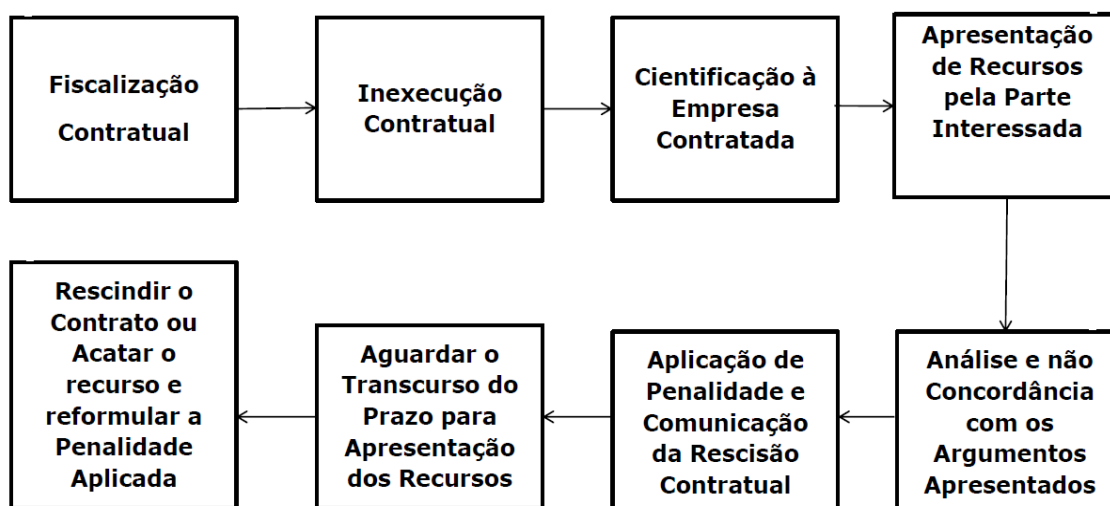 Fiscalização
Contratual
Inexecução
Contratual
Cientificação à
Empresa
Contratada
Apresentação
de Recursos
pela Parte
Interessada
Análise e não
Concordância
com os
Argumentos
Apresentados
Aplicação de
Penalidade e
Comunicação
da Rescisão
Contratual
Aguardar o
Transcurso do
Prazo para
Apresentação
dos Recursos
Rescindir o
Contrato ou
Acatar o
recurso e
reformular a
Penalidade
Aplicada